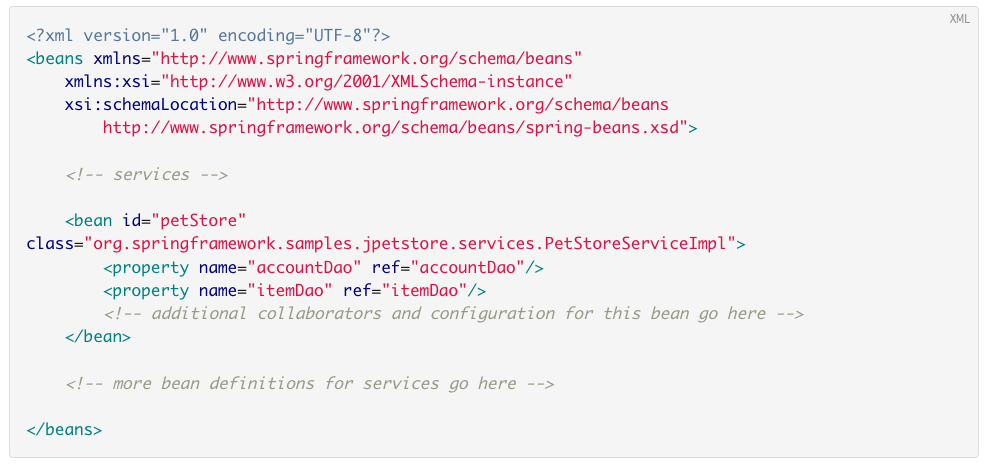 XML
<?xml version="1.0" encoding="UTF-8"?>
<beans xmlns="http://www.springframework.org/schema/beans"
    xmlns:xsi="http://www.w3.org/2001/XMLSchema-instance"
    xsi:schemaLocation="http://www.springframework.org/schema/beans
        http://www.springframework.org/schema/beans/spring-beans.xsd">
    <!-- services -->
    <bean id="petStore"
class="org.springframework.samples.jpetstore.services.PetStoreServiceImpl">
        <property name="accountDao" ref="accountDao"/>
        <property name="itemDao" ref="itemDao"/>
        <!-- additional collaborators and configuration for this bean go here -->
    </bean>
    <!-- more bean definitions for services go here -->
</beans>